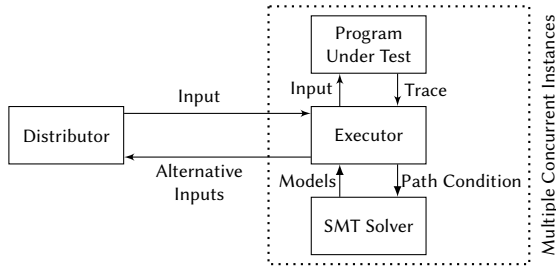 Program
Under Test
Input
Trace
Input
Distributor
Executor
Alternative
Inputs
Models
Path Condition
SMT Solver
Multiple Concurrent Instances